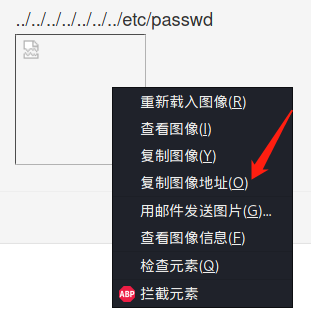 ../../../../../../../etc/passwd
重新载入图像(R)
查看图像(I)
复制图像(Y)
复制图像地址(O)
用邮件发送图片(G)...
查看图像信息(F)
检查元素(Q)
ABP 拦截元素